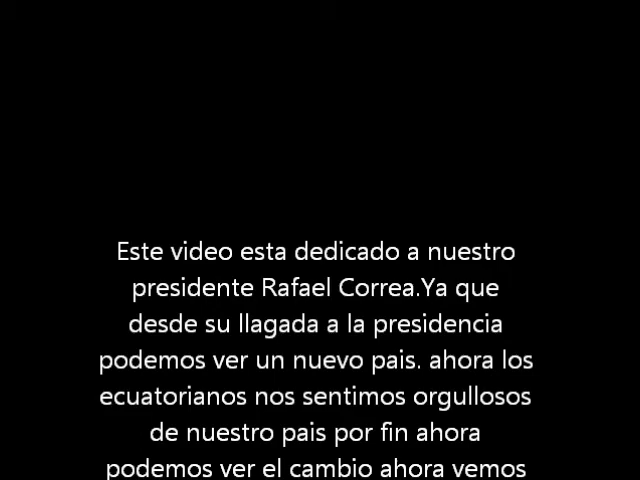 Este video esta dedicado a nuestro
presidente Rafael Correa.Ya que
desde su llagada a la presidencia
podemos ver un nuevo pais. ahora los
ecuatorianos nos sentimos orgullosos
de nuestro pais por fin ahora
podemos ver el cambio ahora vemos